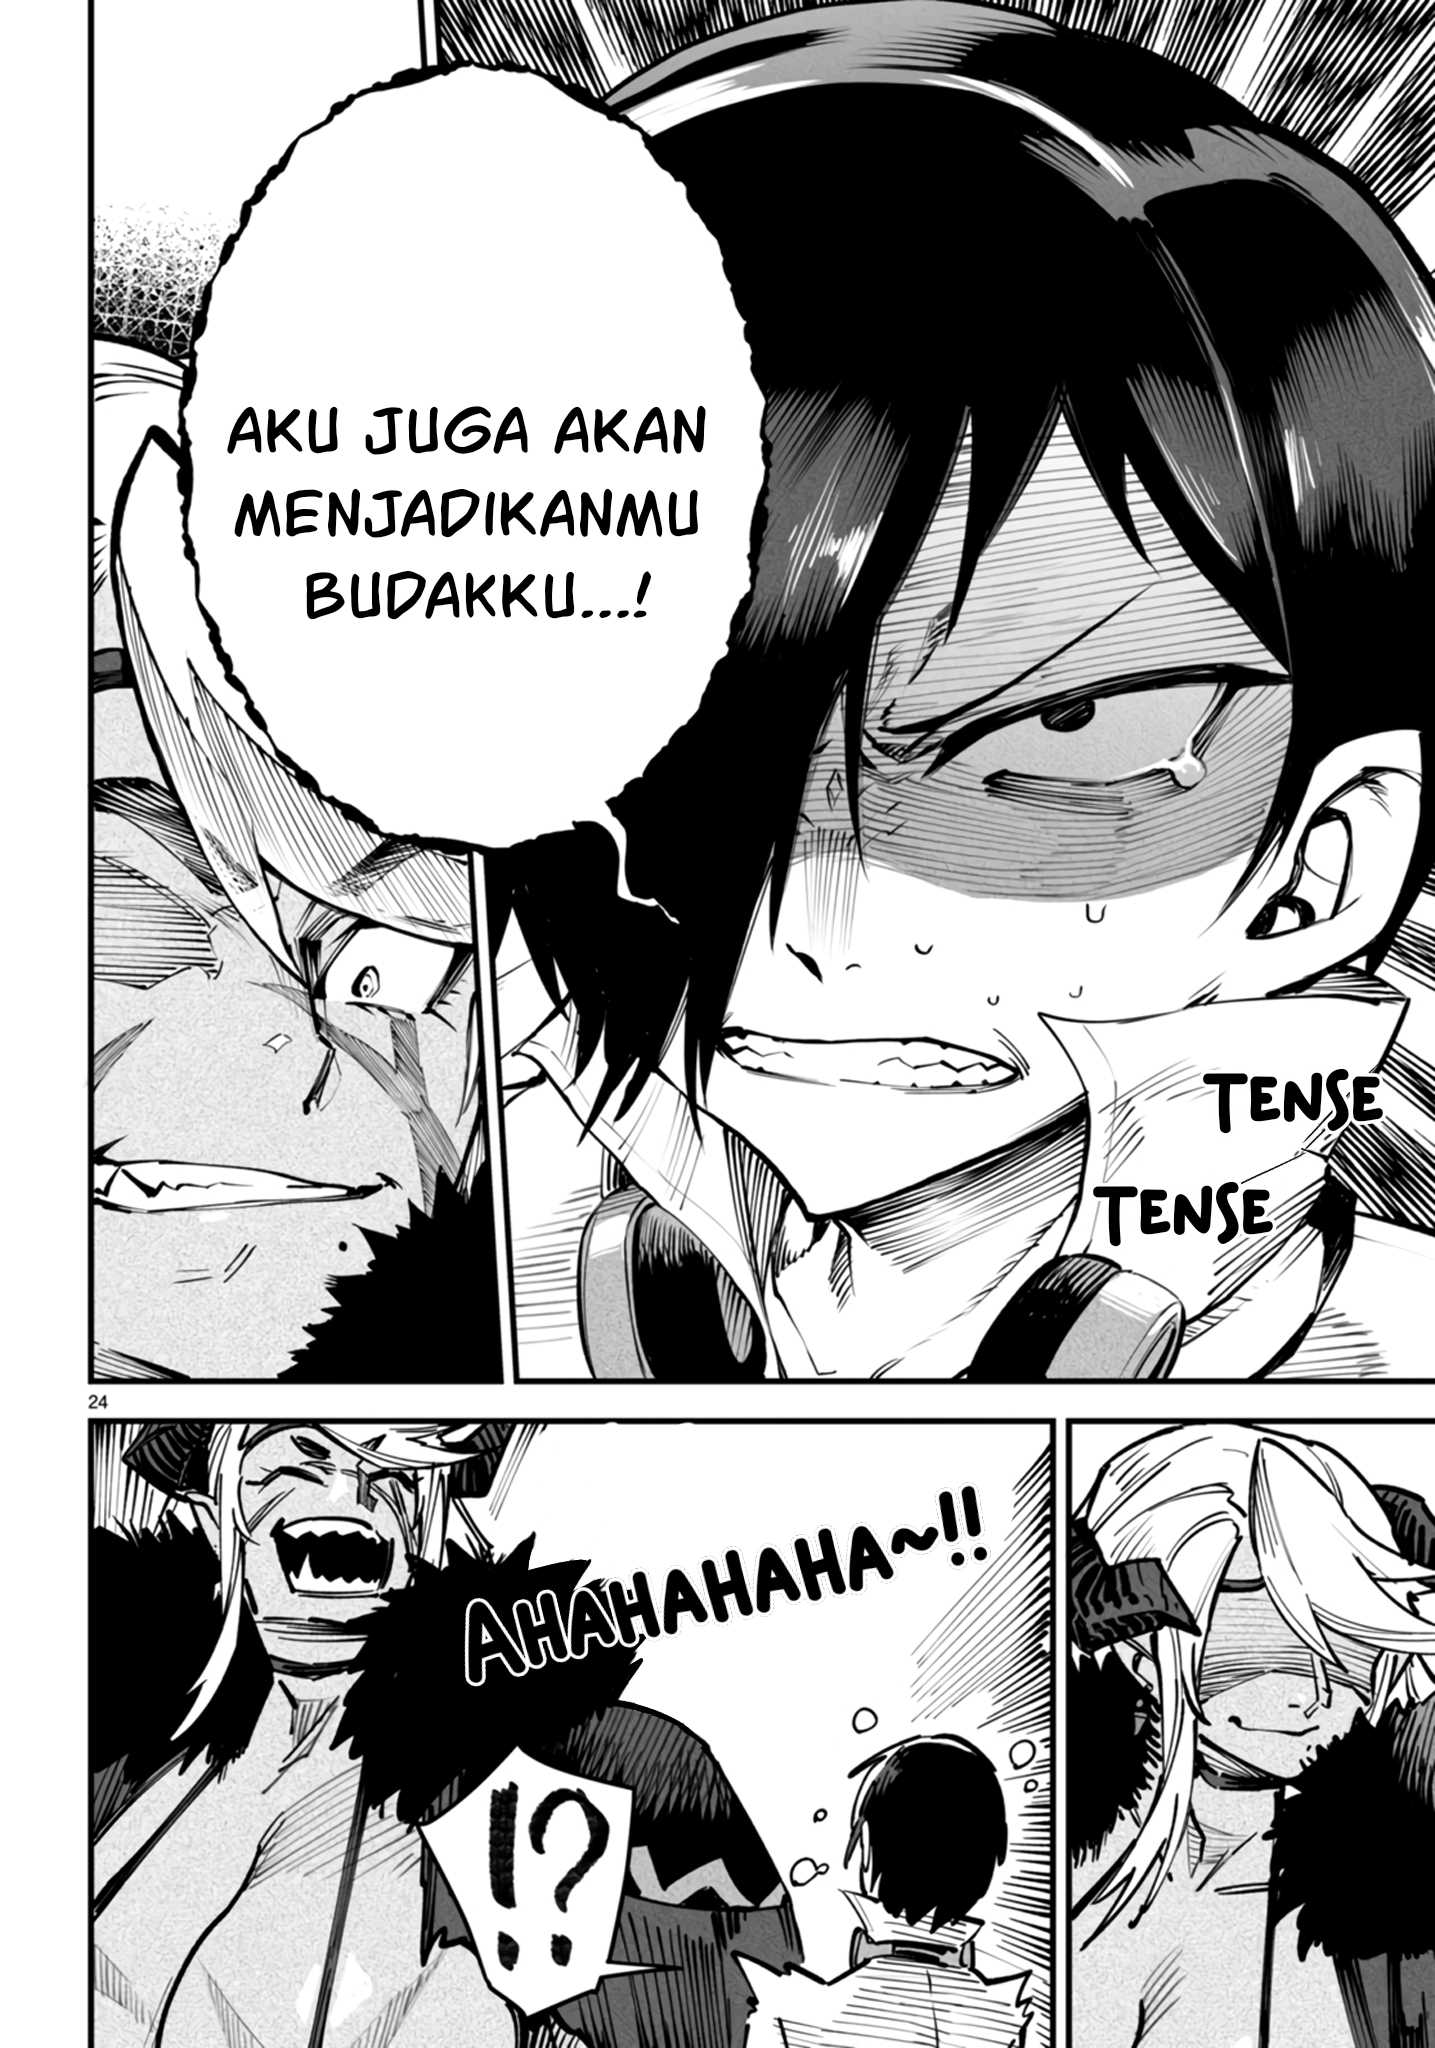 AKU JUGA AKAN
MENJADIKANMU
BUDAKKU...!
TENSE
TENSE
24
AHAHAHAHA~!!
!?